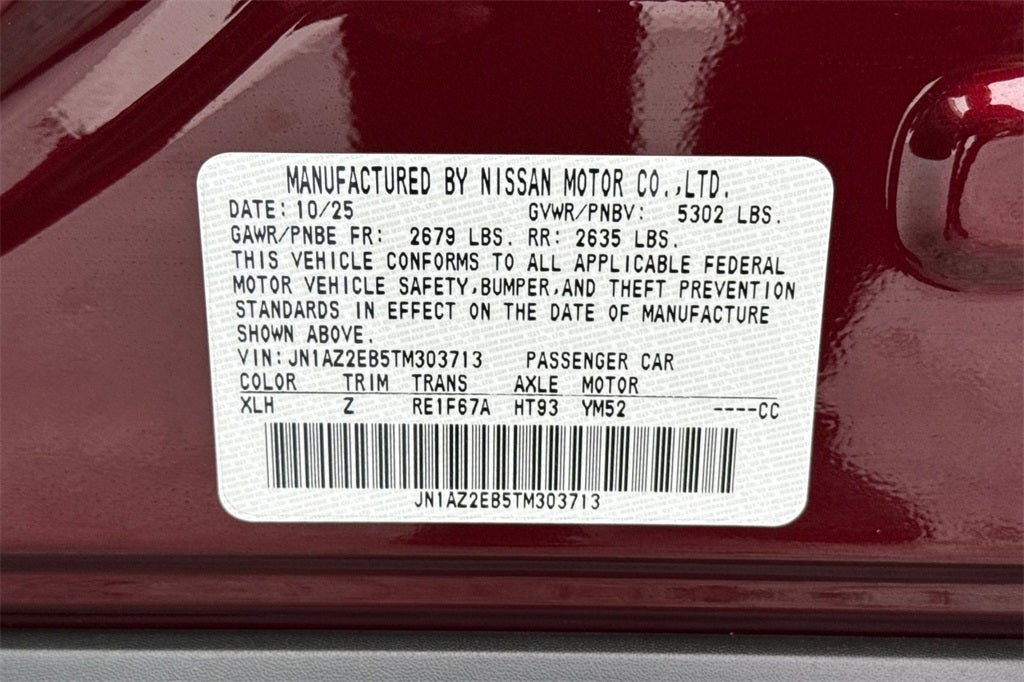 MANUFACTURED BY NISSAN MOTOR CO.,LTD.
DATE: 10/25 GVWR/PNBV: 5302 LBS.
GAWR/PNBE FR: 2679 LBS. RR: 2635 LBS.
THIS VEHICLE CONFORMS TO ALL APPLICABLE FEDERAL
MOTOR VEHICLE SAFETY,BUMPER,AND THEFT PREVENTION
STANDARDS IN EFFECT ON THE DATE OF MANUFACTURE
SHOWN ABOVE.
VIN: JN1AZ2EB5TM303713 PASSENGER CAR
COLOR TRIM TRANS AXLE MOTOR
XLH Z RE1F67A HT93 YM52 ----CC
JN1AZ2EB5TM303713